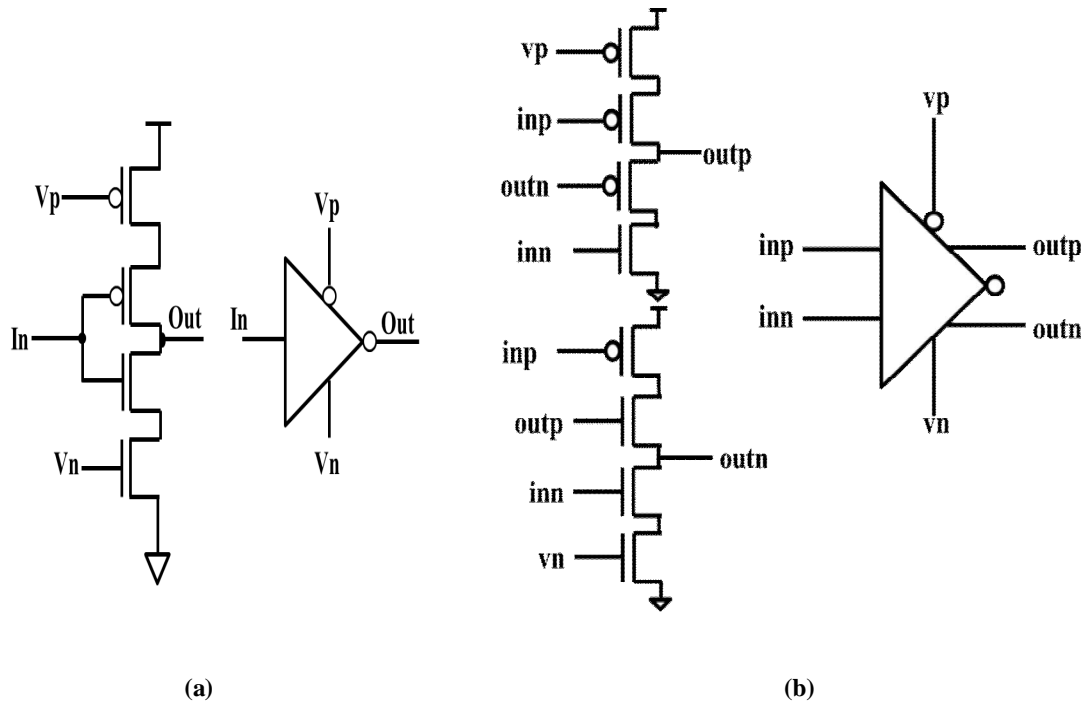 Vp
In
Out
Vn
Vp
In
Out
Vn
vp
inp
outp
outn
inn
inp
outp
outn
inn
vn
vp
inp
outp
inn
outn
vn
(a)
(b)